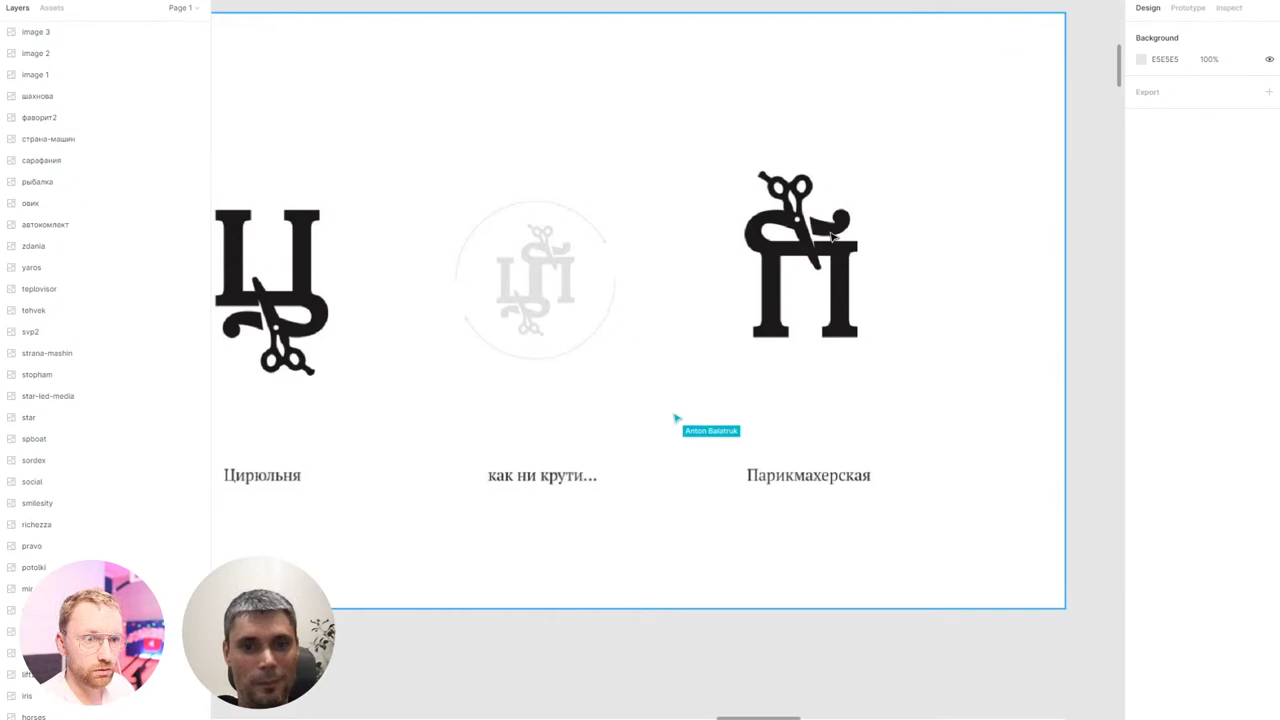 Layers Assets Page 1
image 3
image 2
image 1
шахнова
фаворит2
страна-машин
сарафания
рыбалка
овик
автокомлект
zdania
yaros
teplovisor
tehvek
svp2
strana-mashin
stopham
star-led-media
star
spboat
sordex
social
smilesity
richezza
pravo
potolki
iris
horses
Ц
ЦП
П
Anton Balatruk
Цирюльня
как ни крути...
Парикмахерская
Design Prototype Inspect
Background
E5E5E5 100%
Export